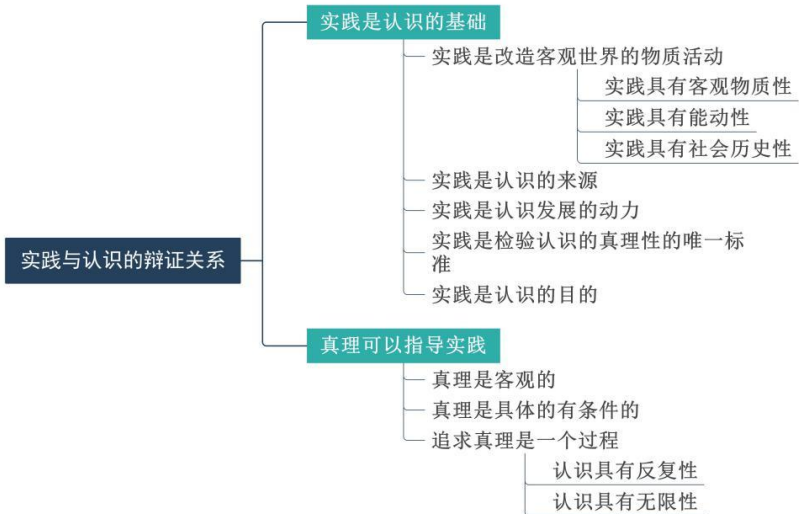 实践是认识的基础
实践是改造客观世界的物质活动
实践具有客观物质性
实践具有能动性
实践具有社会历史性
实践是认识的来源
实践是认识发展的动力
实践是检验认识的真理性的唯一标
准
实践是认识的目的
实践与认识的辩证关系
真理可以指导实践
真理是客观的
真理是具体的有条件的
追求真理是一个过程
认识具有反复性
认识具有无限性